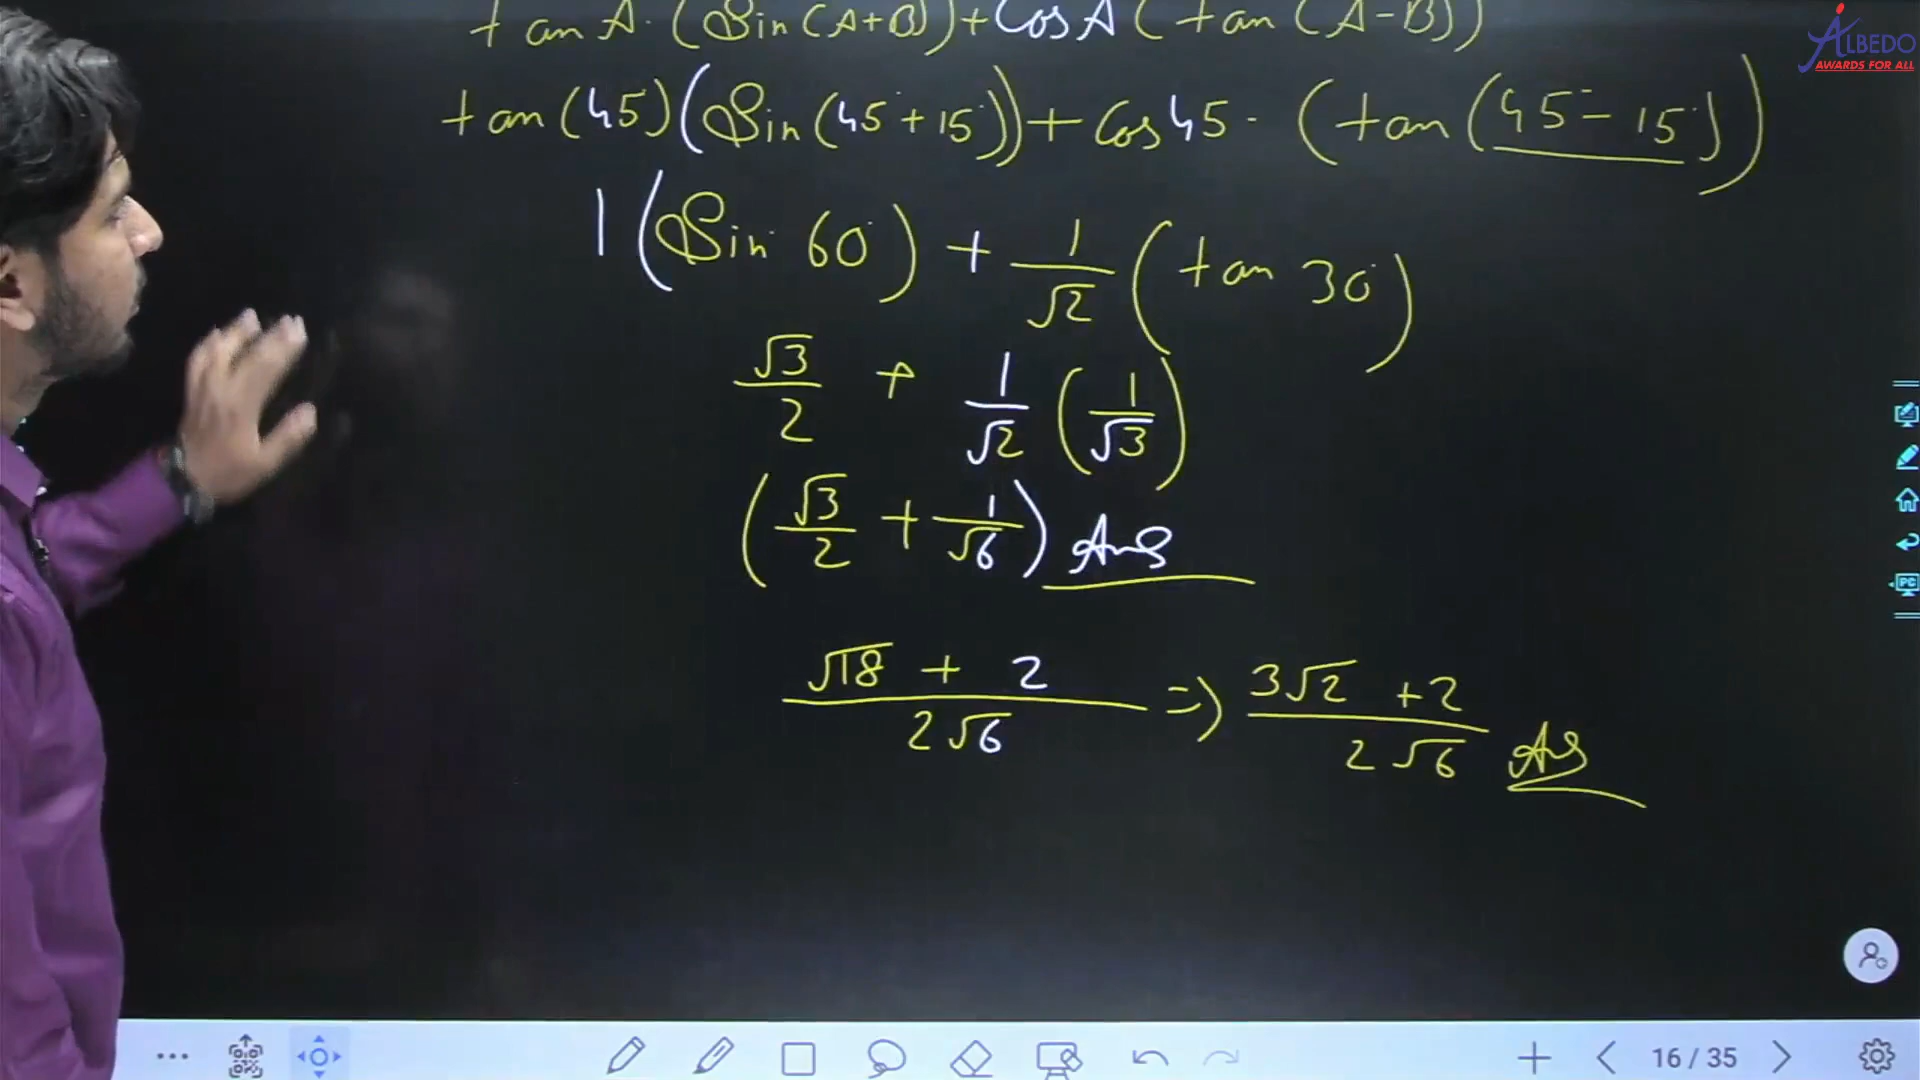 tan A · (Sin(A+B)) + Cos A (tan(A-B))
ALBEDO
AWARDS FOR ALL
tan(45)(Sin(45+15)) + Cos 45 · (tan(45-15))
1(Sin 60) + 1/√2 (tan 30)
√3/2 + 1/√2 (1/√3)
(√3/2 + 1/√6) Ans
√18 + 2 / 2√6 => 3√2 + 2 / 2√6 Ans
PC
16 / 35